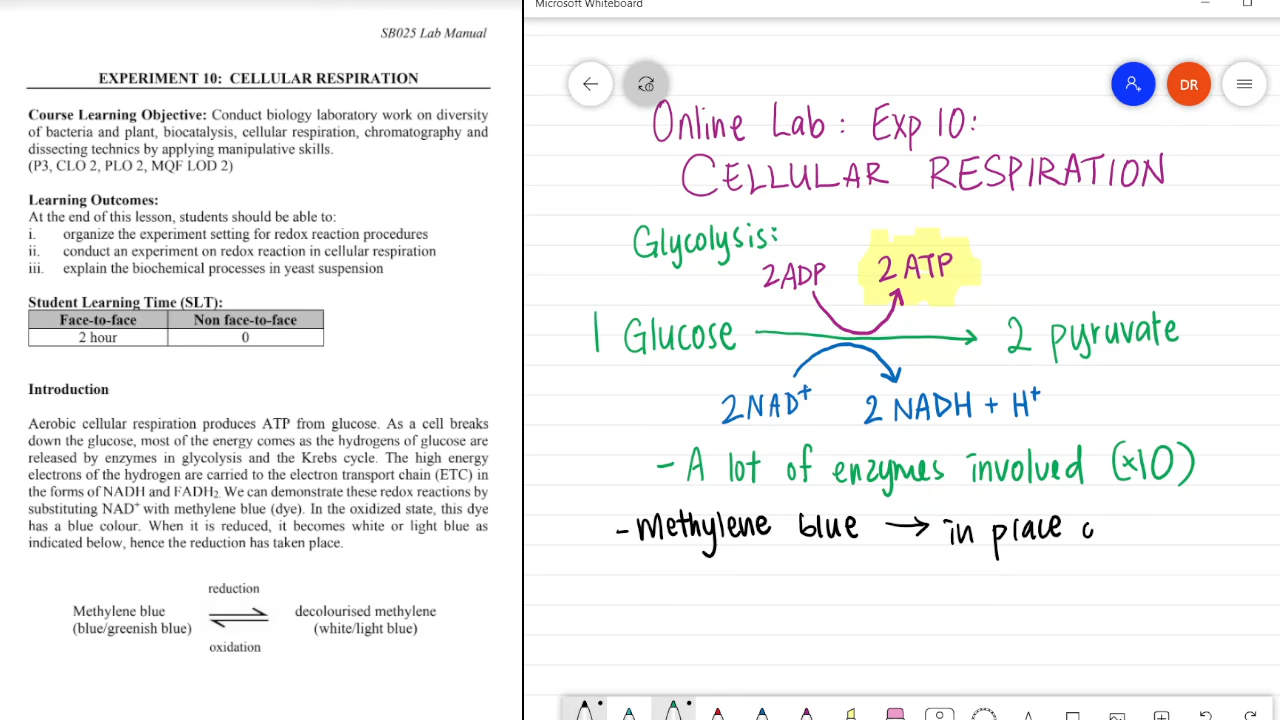 SB025 Lab Manual
EXPERIMENT 10: CELLULAR RESPIRATION
Course Learning Objective: Conduct biology laboratory work on diversity
of bacteria and plant, biocatalysis, cellular respiration, chromatography and
dissecting technics by applying manipulative skills.
(P3, CLO 2, PLO 2, MQF LOD 2)
Learning Outcomes:
At the end of this lesson, students should be able to:
i. organize the experiment setting for redox reaction procedures
ii. conduct an experiment on redox reaction in cellular respiration
iii. explain the biochemical processes in yeast suspension
Student Learning Time (SLT):
Face-to-face Non face-to-face
2 hour 0
Introduction
Aerobic cellular respiration produces ATP from glucose. As a cell breaks
down the glucose, most of the energy comes as the hydrogens of glucose are
released by enzymes in glycolysis and the Krebs cycle. The high energy
electrons of the hydrogen are carried to the electron transport chain (ETC) in
the forms of NADH and FADH₂. We can demonstrate these redox reactions by
substituting NAD⁺ with methylene blue (dye). In the oxidized state, this dye
has a blue colour. When it is reduced, it becomes white or light blue as
indicated below, hence the reduction has taken place.
reduction
Methylene blue decolourised methylene
(blue/greenish blue) (white/light blue)
oxidation
Microsoft Whiteboard
DR
Online Lab: Exp 10:
CELLULAR RESPIRATION
Glycolysis:
2ADP 2 ATP
1 Glucose → 2 pyruvate
2NAD⁺ 2 NADH + H⁺
- A lot of enzymes involved (×10)
- Methylene blue → in place